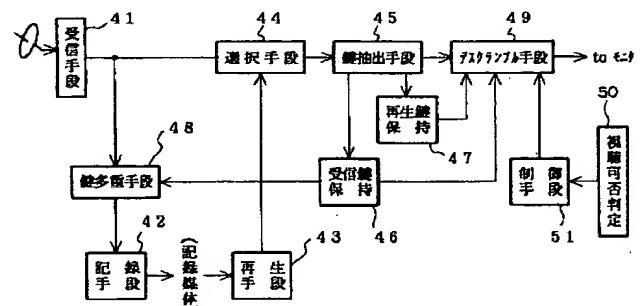 41
受信手段
44
選択手段
45
鍵抽出手段
49
デスクランブル手段
to モニタ
再生鍵
保持
47
50
視聴可否判定
48
鍵多重手段
受信鍵
保持
46
制御
手段
51
42
記録
手段
(記録媒体)
再生
手段
43